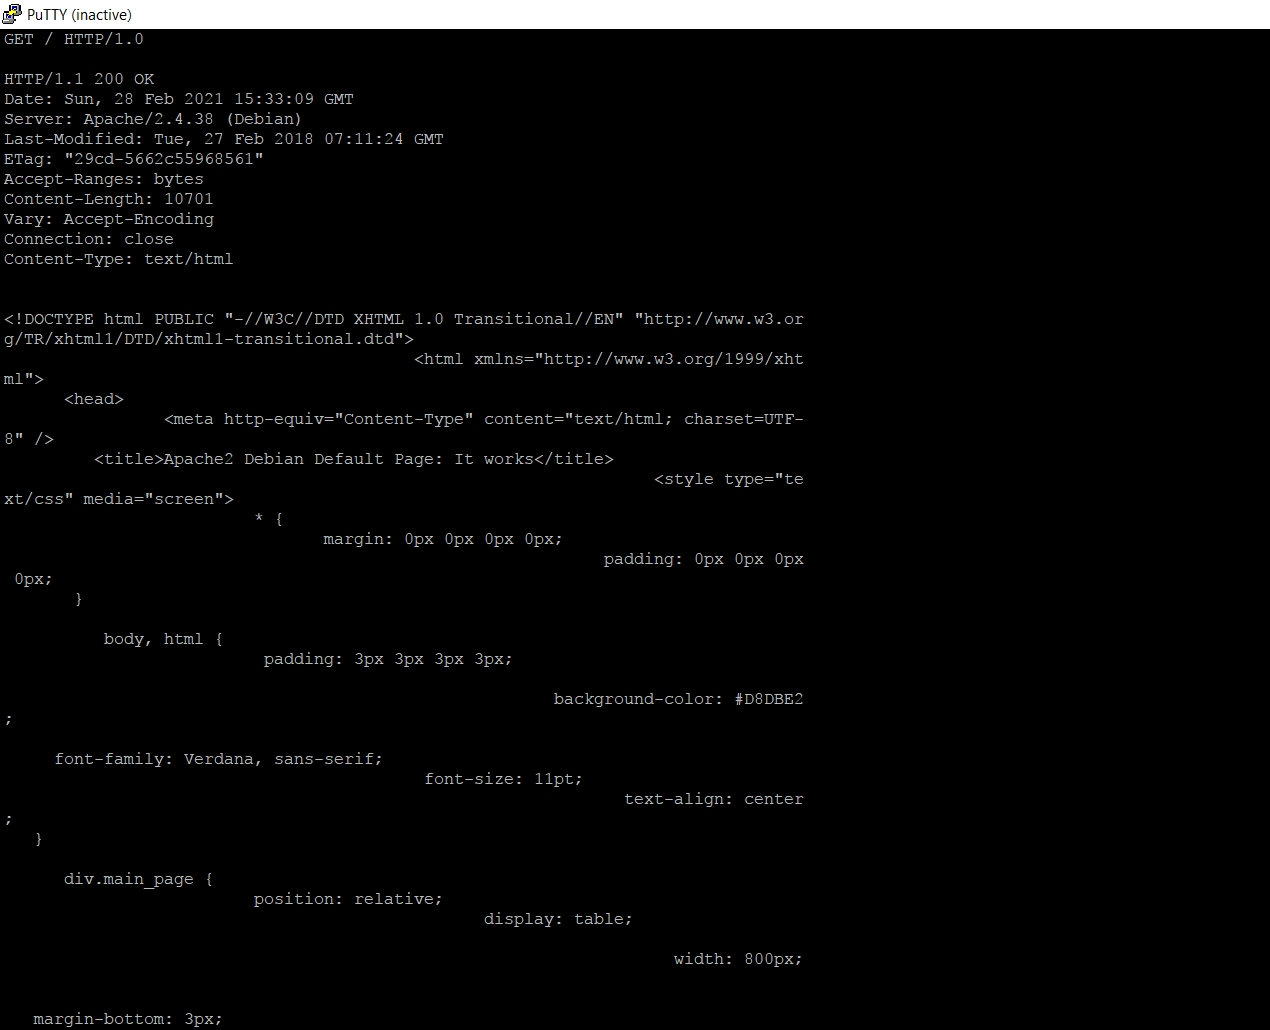 PuTTY (inactive)
GET / HTTP/1.0
HTTP/1.1 200 OK
Date: Sun, 28 Feb 2021 15:33:09 GMT
Server: Apache/2.4.38 (Debian)
Last-Modified: Tue, 27 Feb 2018 07:11:24 GMT
ETag: "29cd-5662c55968561"
Accept-Ranges: bytes
Content-Length: 10701
Vary: Accept-Encoding
Connection: close
Content-Type: text/html
<!DOCTYPE html PUBLIC "-//W3C//DTD XHTML 1.0 Transitional//EN" "http://www.w3.or
g/TR/xhtml1/DTD/xhtml1-transitional.dtd">
<html xmlns="http://www.w3.org/1999/xht
ml">
<head>
<meta http-equiv="Content-Type" content="text/html; charset=UTF-
8" />
<title>Apache2 Debian Default Page: It works</title>
<style type="te
xt/css" media="screen">
* {
margin: 0px 0px 0px 0px;
padding: 0px 0px 0px
0px;
}
body, html {
padding: 3px 3px 3px 3px;
background-color: #D8DBE2
;
font-family: Verdana, sans-serif;
font-size: 11pt;
text-align: center
;
}
div.main_page {
position: relative;
display: table;
width: 800px;
margin-bottom: 3px;